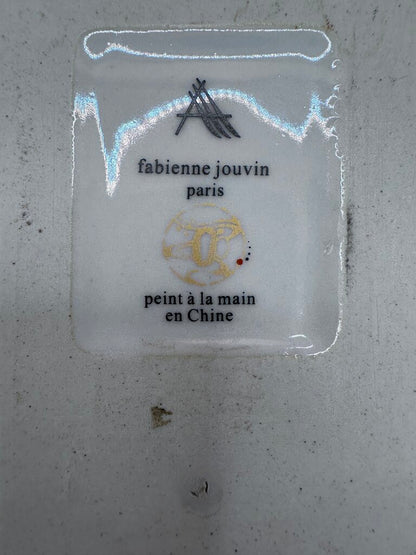 fabienne jouvin
paris
peint à la main
en Chine